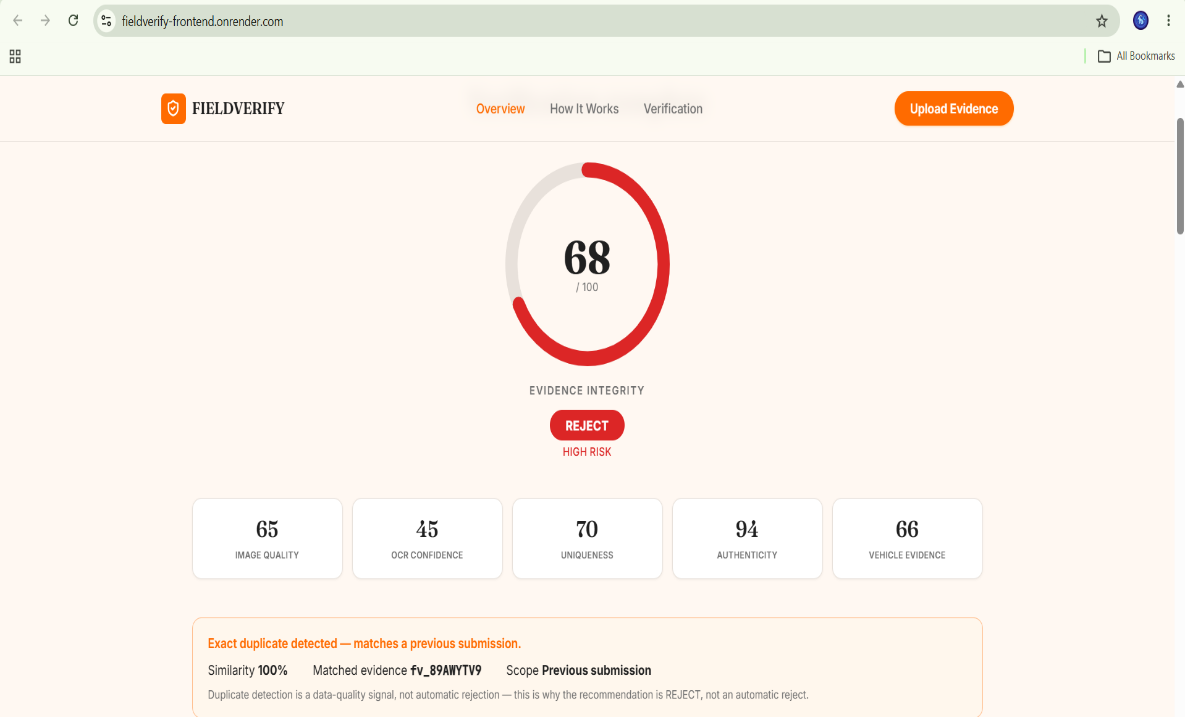 fieldverify-frontend.onrender.com
All Bookmarks
FIELDVERIFY
Overview
How It Works
Verification
Upload Evidence
68
/ 100
EVIDENCE INTEGRITY
REJECT
HIGH RISK
65
IMAGE QUALITY
45
OCR CONFIDENCE
70
UNIQUENESS
94
AUTHENTICITY
66
VEHICLE EVIDENCE
Exact duplicate detected — matches a previous submission.
Similarity 100% Matched evidence fv_89AWYTV9 Scope Previous submission
Duplicate detection is a data-quality signal, not automatic rejection — this is why the recommendation is REJECT, not an automatic reject.